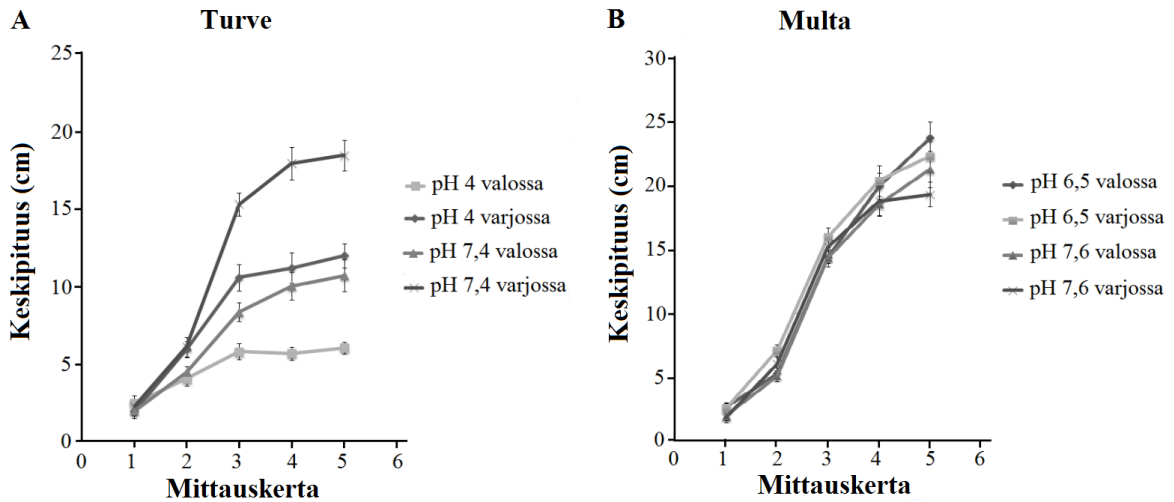 A
Turve
25
20
15
10
5
0
0 1 2 3 4 5 6
Keskipituus (cm)
Mittauskerta
pH 4 valossa
pH 4 varjossa
pH 7,4 valossa
pH 7,4 varjossa
B
Multa
30
25
20
15
10
5
0
0 1 2 3 4 5 6
Keskipituus (cm)
Mittauskerta
pH 6,5 valossa
pH 6,5 varjossa
pH 7,6 valossa
pH 7,6 varjossa